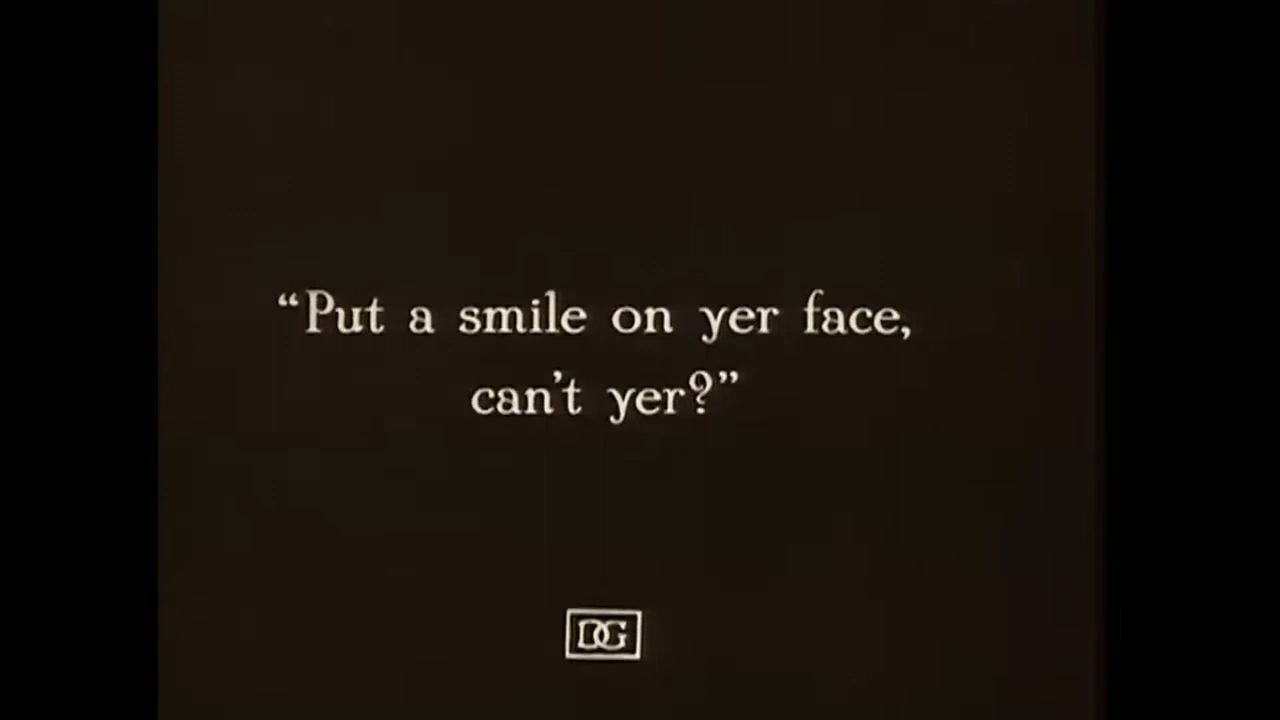 “Put a smile on yer face,
can't yer?”
DG